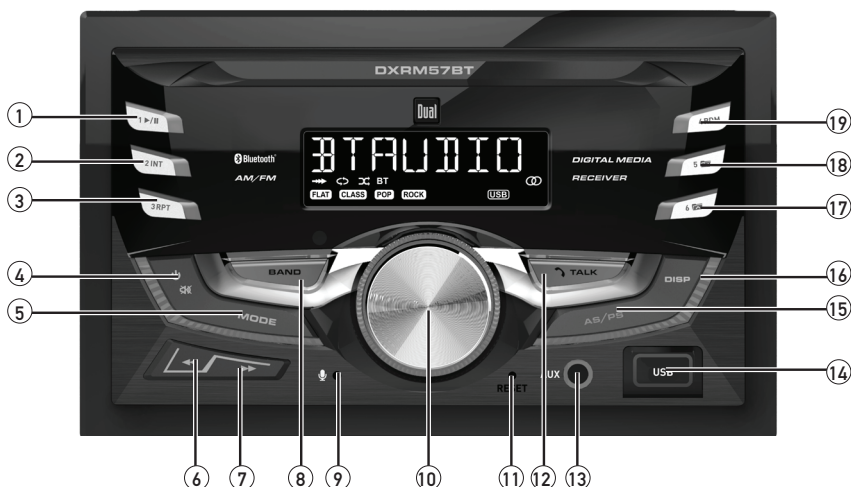 DXRM57BT
Dual
1 ▶/II
2 INT
3 RPT
4 RDM
5
6
Bluetooth
AM/FM
BTAUDIO
BT
FLAT CLASS POP ROCK USB
DIGITAL MEDIA
RECEIVER
BAND
TALK
DISP
MODE
AS/PS
RESET
AUX
USB
1
2
3
4
5
6
7
8
9
10
11
12
13
14
15
16
17
18
19